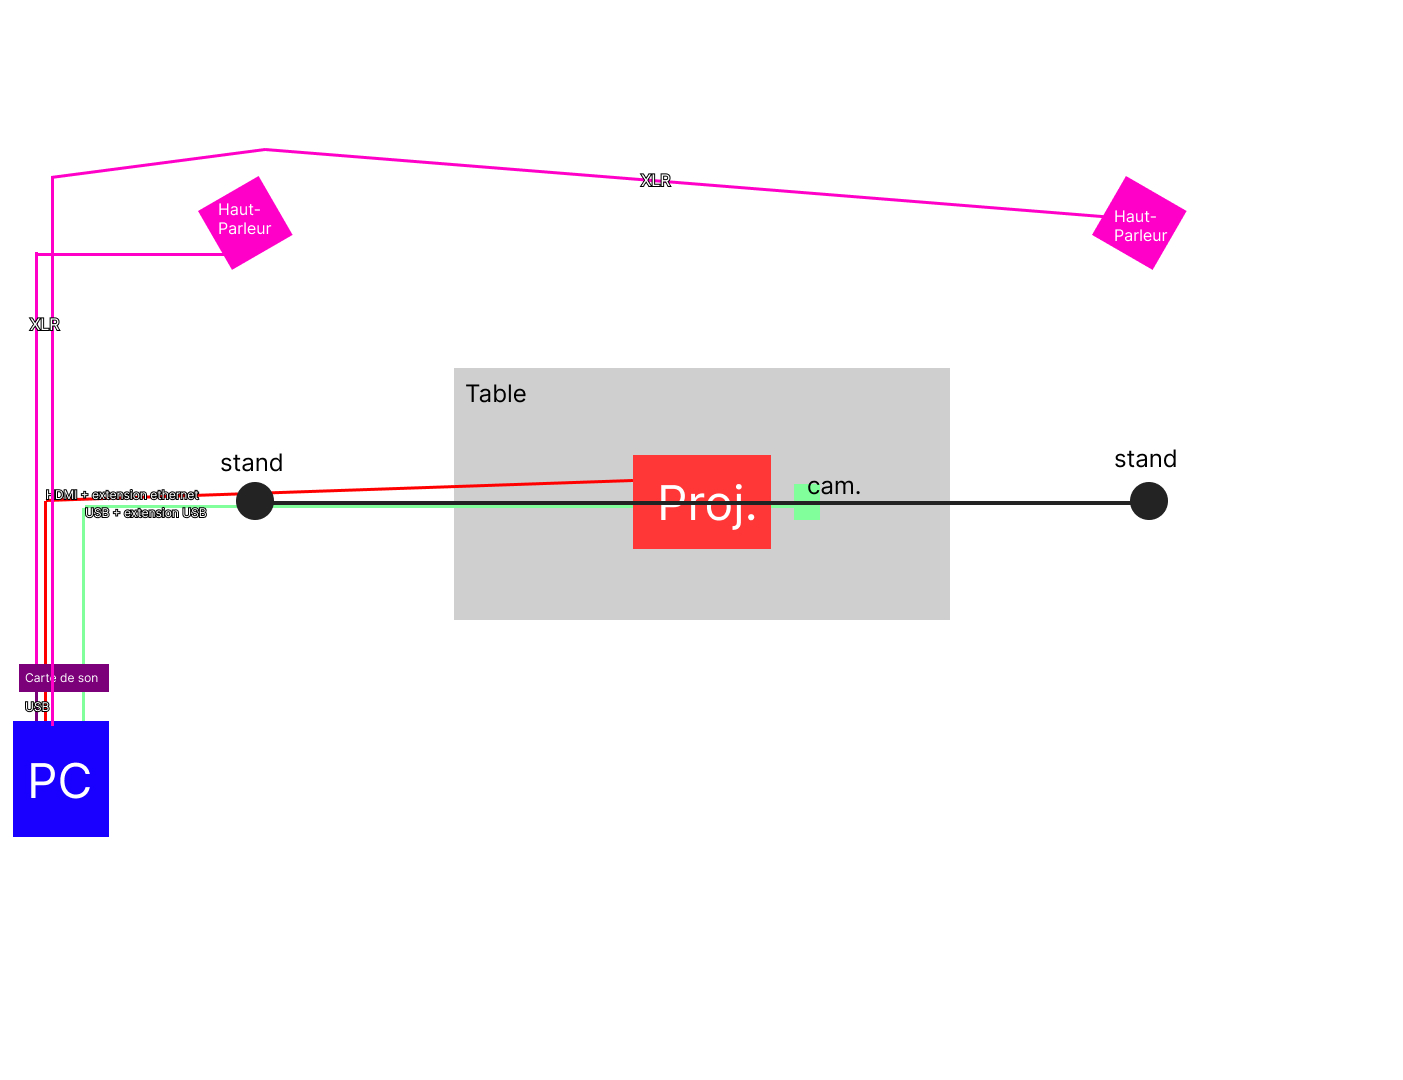 XLR
Haut-
Parleur
Haut-
Parleur
XLR
Table
stand
stand
cam.
Proj.
HDMI + extension ethernet
USB + extension USB
Carte de son
USB
PC